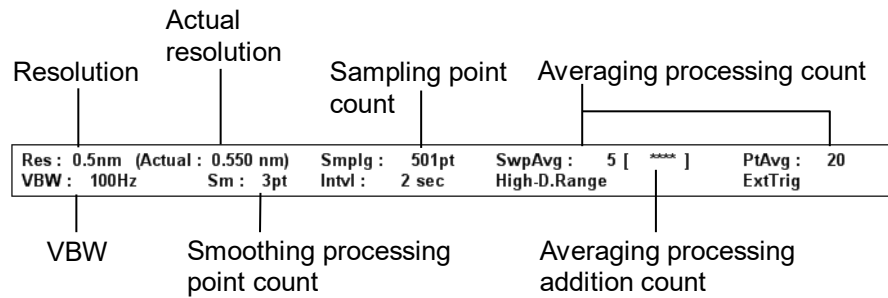 Actual
resolution
Resolution
Sampling point
count
Averaging processing count
Res : 0.5nm (Actual : 0.550 nm) Smplg : 501pt SwpAvg : 5 [ **** ] PtAvg : 20
VBW : 100Hz Sm : 3pt Intvl : 2 sec High-D.Range ExtTrig
VBW
Smoothing processing
point count
Averaging processing
addition count